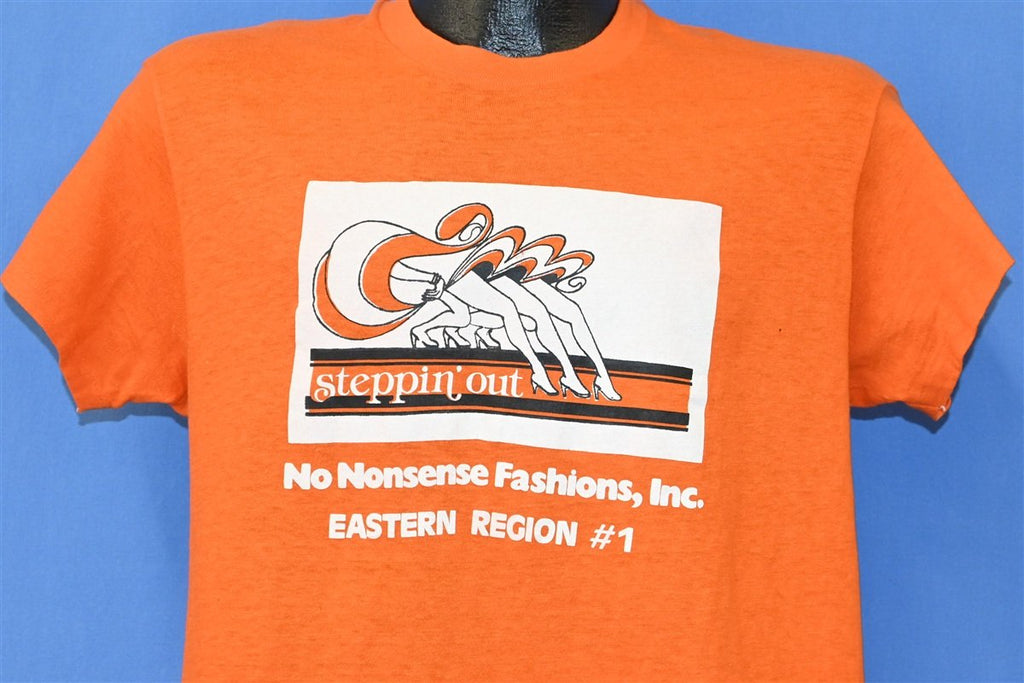 steppin' out
No Nonsense Fashions, Inc.
EASTERN REGION #1